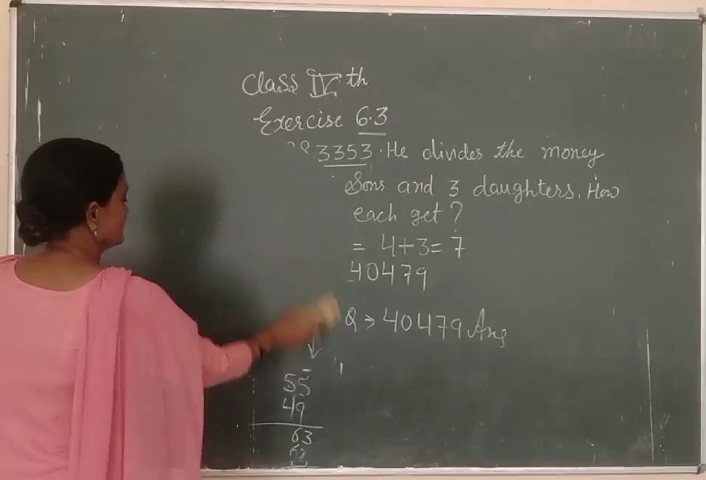 Class IV th
Exercise 6.3
3353. He divides the money
Sons and 3 daughters. How
each get?
= 4+3=7
40479
Q ⇒ 40479 Ans
55
49
63
63